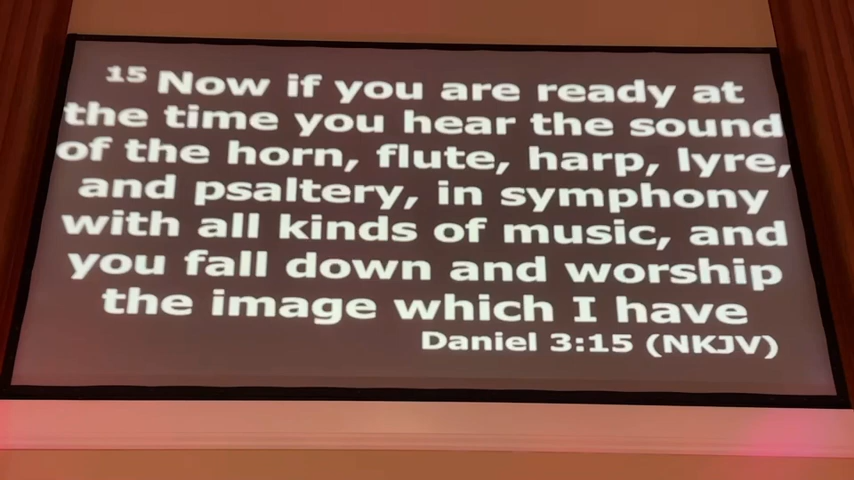 15 Now if you are ready at
the time you hear the sound
of the horn, flute, harp, lyre,
and psaltery, in symphony
with all kinds of music, and
you fall down and worship
the image which I have
Daniel 3:15 (NKJV)